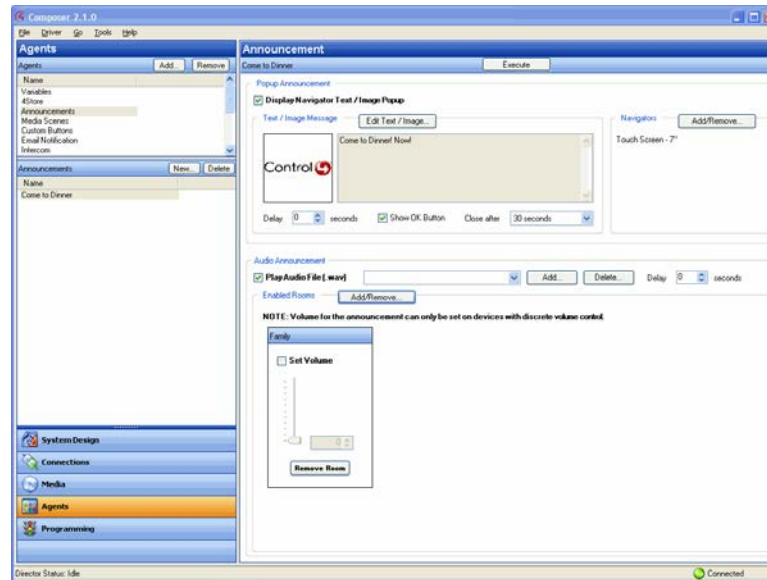 Composer 2.1.0
File Driver Go Tools Help
Agents
Agents Add... Remove
Name
Variables
4Store
Announcements
Media Scenes
Custom Buttons
Email Notification
Intercom
Announcements New... Delete
Name
Come to Dinner
System Design
Connections
Media
Agents
Programming
Director Status: Idle
Announcement
Come to Dinner Execute
Popup Announcement
Display Navigator Text / Image Popup
Text / Image Message Edit Text / Image...
Control4
Come to Dinner! Now!
Delay 0 seconds Show OK Button Close after 30 seconds
Navigators Add/Remove...
Touch Screen - 7"
Audio Announcement
Play Audio File (.wav) Add... Delete... Delay 0 seconds
Enabled Rooms Add/Remove...
NOTE: Volume for the announcement can only be set on devices with discrete volume control.
Family
Set Volume
0
Remove Room
Connected